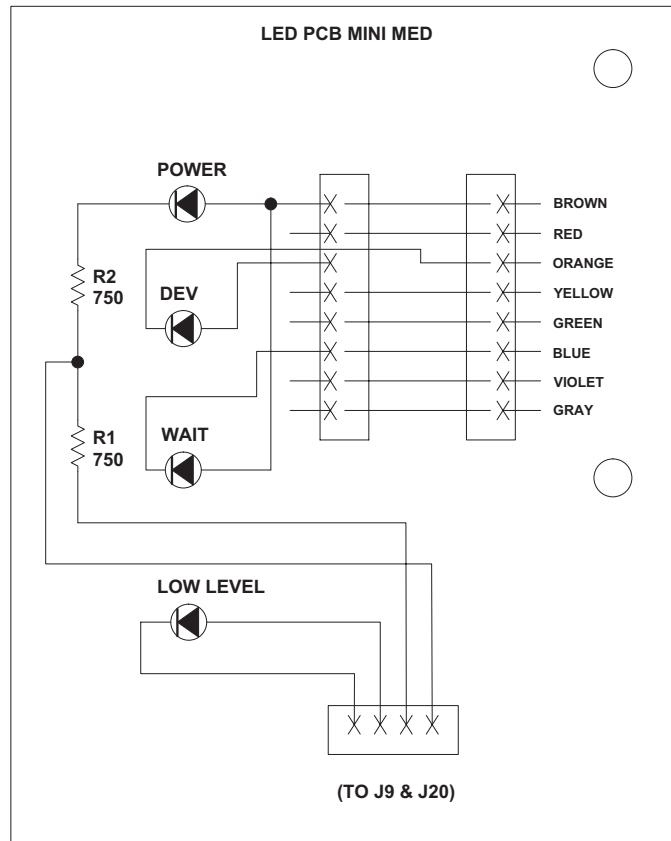 LED PCB MINI MED
POWER
BROWN
RED
ORANGE
R2
750
DEV
YELLOW
GREEN
BLUE
VIOLET
GRAY
R1
750
WAIT
LOW LEVEL
(TO J9 & J20)